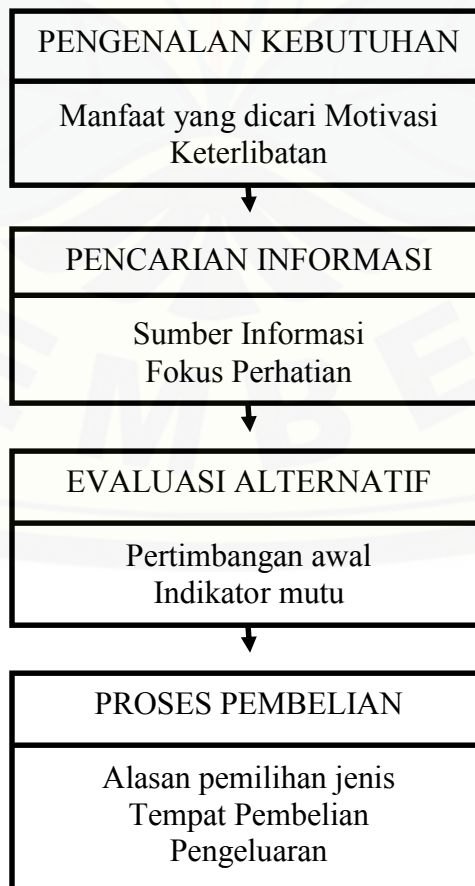 PENGENALAN KEBUTUHAN
Manfaat yang dicari Motivasi
Keterlibatan
PENCARIAN INFORMASI
Sumber Informasi
Fokus Perhatian
EVALUASI ALTERNATIF
Pertimbangan awal
Indikator mutu
PROSES PEMBELIAN
Alasan pemilihan jenis
Tempat Pembelian
Pengeluaran